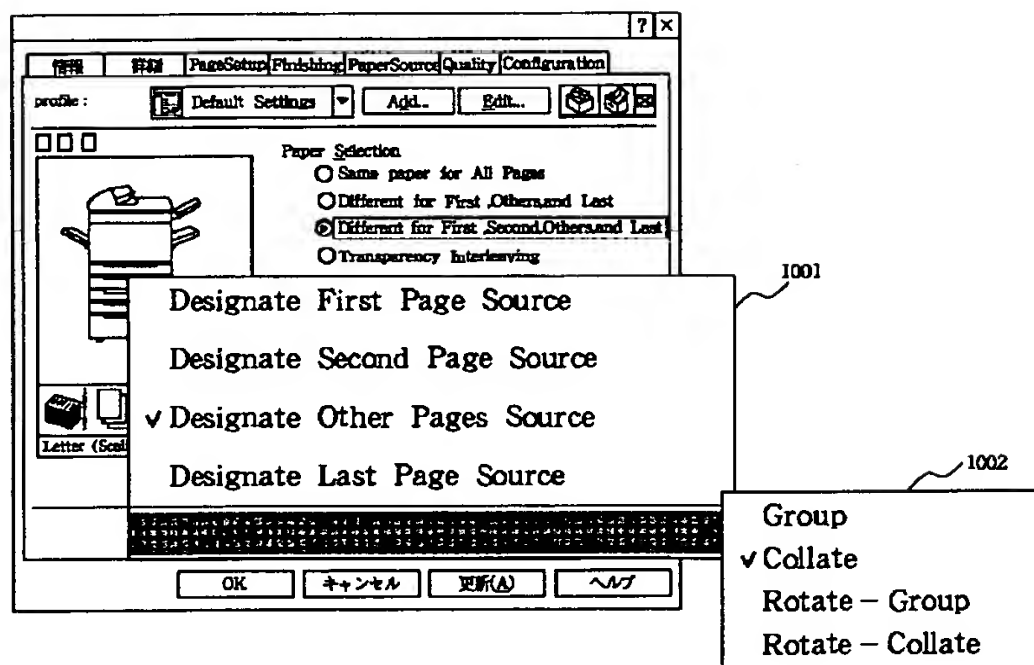 ? ×
情報 詳細 PageSetup Finishing PaperSource Quality Configuration
profile : Default Settings Add... Edit...
Paper Selection
Same paper for All Pages
Different for First ,Others,and Last
Different for First ,Second,Others,and Last
Transparency Interleaving
1001
Designate First Page Source
Designate Second Page Source
✓ Designate Other Pages Source
Designate Last Page Source
Letter
1002
Group
✓ Collate
Rotate – Group
Rotate – Collate
OK キャンセル 更新(A) ヘルプ